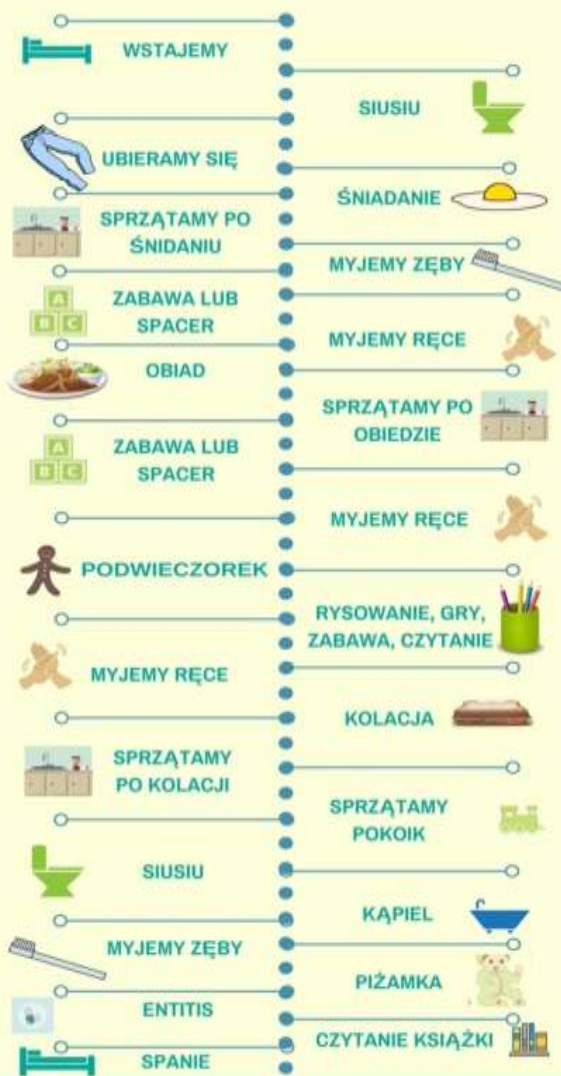 WSTAJEMY
SIUSIU
UBIERAMY SIĘ
ŚNIADANIE
SPRZĄTAMY PO
ŚNIDANIU
MYJEMY ZĘBY
ZABAWA LUB
SPACER
MYJEMY RĘCE
OBIAD
SPRZĄTAMY PO
OBIEDZIE
ZABAWA LUB
SPACER
MYJEMY RĘCE
PODWIECZOREK
RYSOWANIE, GRY,
ZABAWA, CZYTANIE
MYJEMY RĘCE
KOLACJA
SPRZĄTAMY
PO KOLACJI
SPRZĄTAMY
POKOIK
SIUSIU
KĄPIEL
MYJEMY ZĘBY
PIŻAMKA
ENTITIS
CZYTANIE KSIĄŻKI
SPANIE
A
B C
A
B C